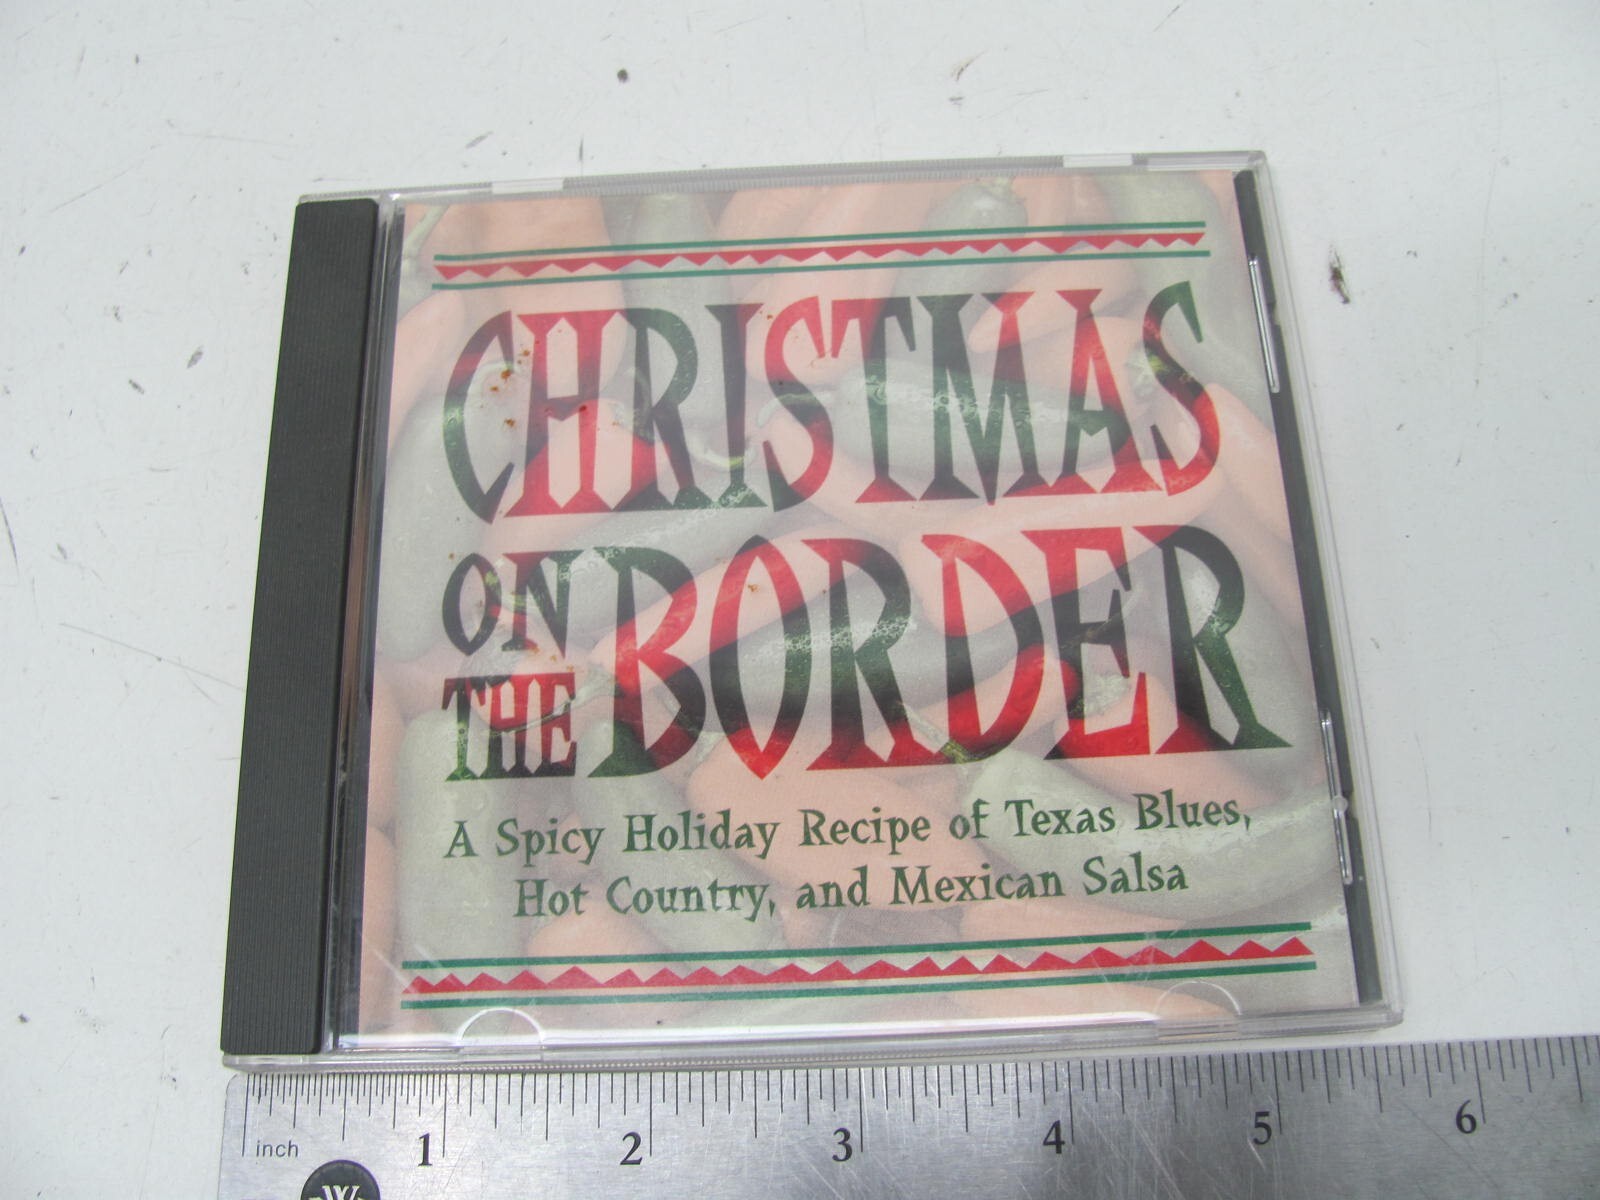 CHRISTMAS
ON
THE BORDER
A Spicy Holiday Recipe of Texas Blues,
Hot Country, and Mexican Salsa
inch 1 2 3 4 5 6